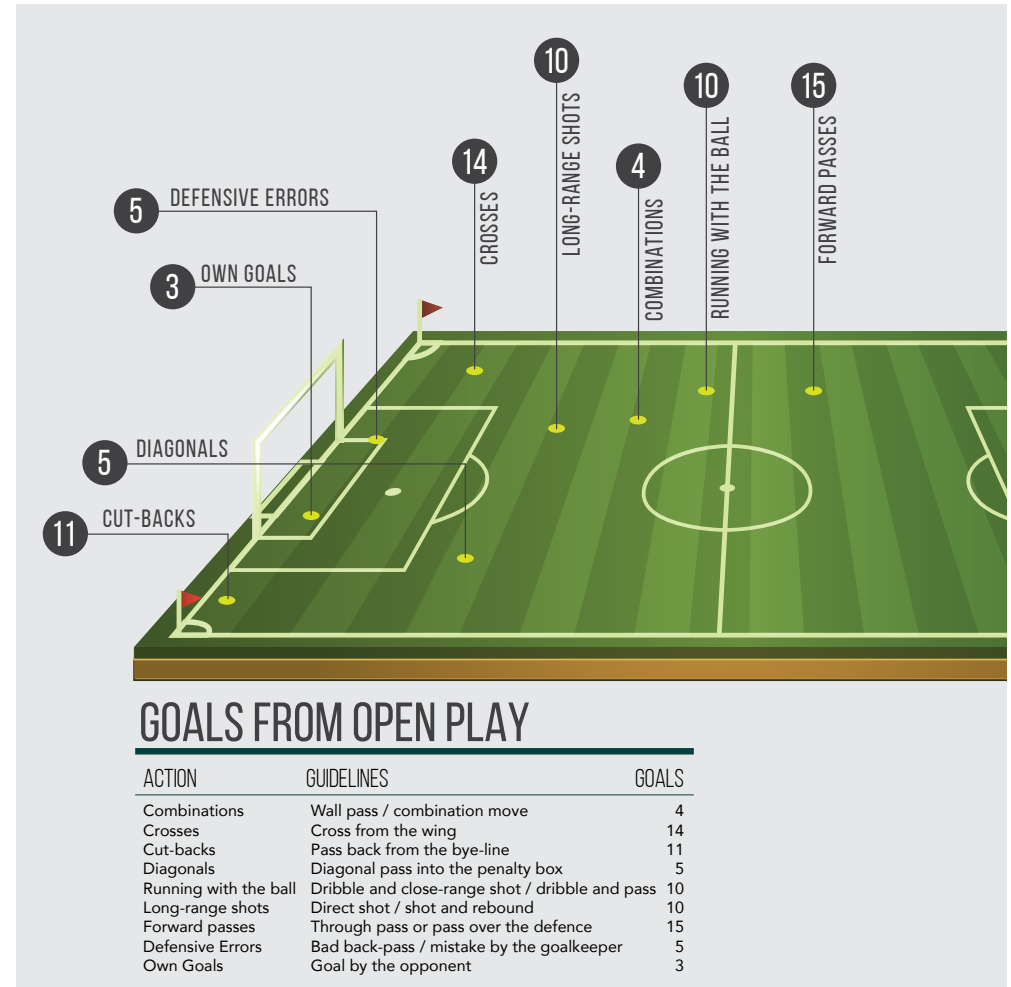 10
LONG-RANGE SHOTS
10
RUNNING WITH THE BALL
15
FORWARD PASSES
14
CROSSES
4
COMBINATIONS
5
DEFENSIVE ERRORS
3
OWN GOALS
5
DIAGONALS
11
CUT-BACKS
GOALS FROM OPEN PLAY
ACTION GUIDELINES GOALS
Combinations Wall pass / combination move 4
Crosses Cross from the wing 14
Cut-backs Pass back from the bye-line 11
Diagonals Diagonal pass into the penalty box 5
Running with the ball Dribble and close-range shot / dribble and pass 10
Long-range shots Direct shot / shot and rebound 10
Forward passes Through pass or pass over the defence 15
Defensive Errors Bad back-pass / mistake by the goalkeeper 5
Own Goals Goal by the opponent 3